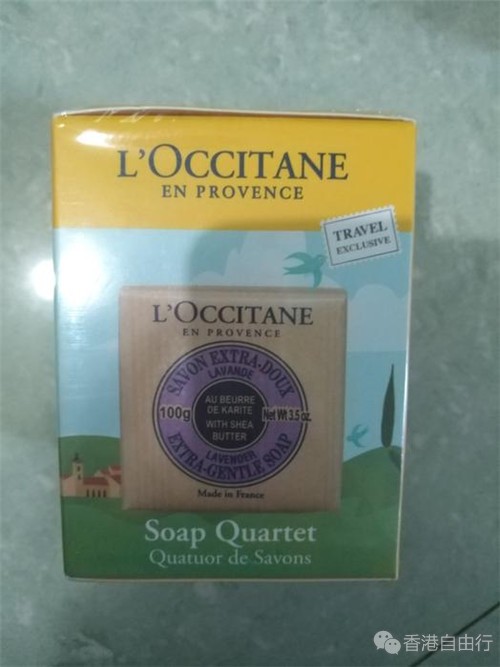 L'OCCITANE
EN PROVENCE
TRAVEL
EXCLUSIVE
L'OCCITANE
EN PROVENCE
SAVON EXTRA-DOUX
LAVANDE
100g
AU BEURRE
DE KARITE
WITH SHEA
BUTTER
Net Wt 3.5 oz.
LAVENDER
EXTRA-GENTLE SOAP
Made in France
Soap Quartet
Quatuor de Savons
香港自由行